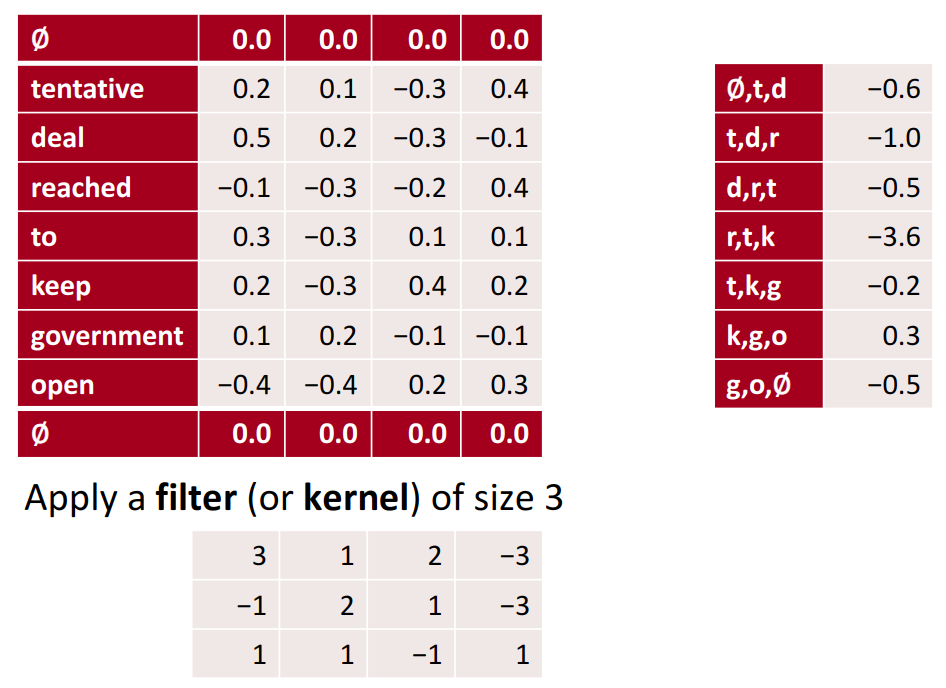 Ø 0.0 0.0 0.0 0.0
tentative 0.2 0.1 −0.3 0.4
deal 0.5 0.2 −0.3 −0.1
reached −0.1 −0.3 −0.2 0.4
to 0.3 −0.3 0.1 0.1
keep 0.2 −0.3 0.4 0.2
government 0.1 0.2 −0.1 −0.1
open −0.4 −0.4 0.2 0.3
Ø 0.0 0.0 0.0 0.0
Ø,t,d −0.6
t,d,r −1.0
d,r,t −0.5
r,t,k −3.6
t,k,g −0.2
k,g,o 0.3
g,o,Ø −0.5
Apply a filter (or kernel) of size 3
3 1 2 −3
−1 2 1 −3
1 1 −1 1